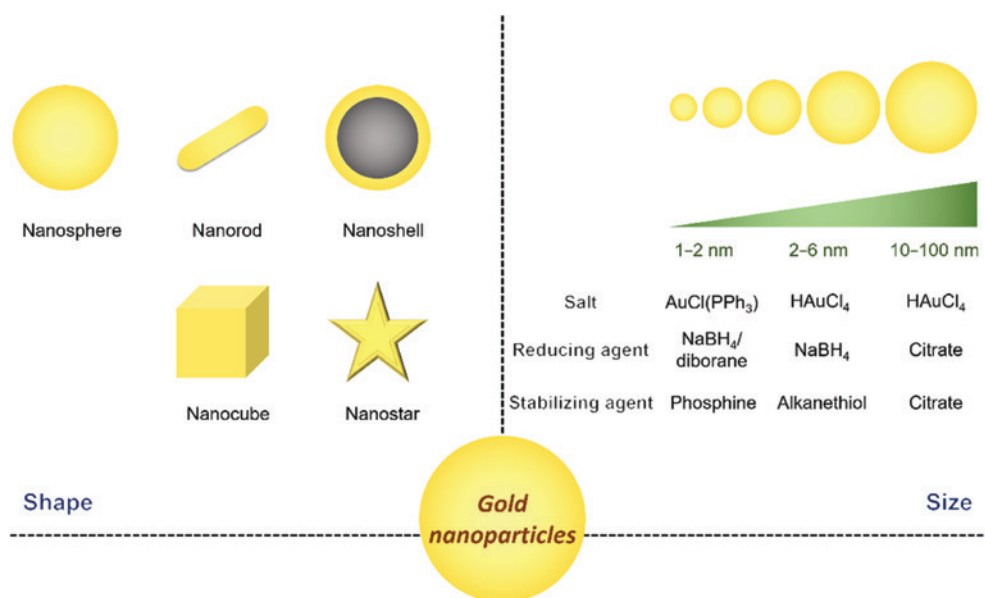 Nanosphere
Nanorod
Nanoshell
Nanocube
Nanostar
Shape
1–2 nm
2–6 nm
10–100 nm
Salt
AuCl(PPh₃)
HAuCl₄
HAuCl₄
Reducing agent
NaBH₄/
diborane
NaBH₄
Citrate
Stabilizing agent
Phosphine
Alkanethiol
Citrate
Size
Gold
nanoparticles